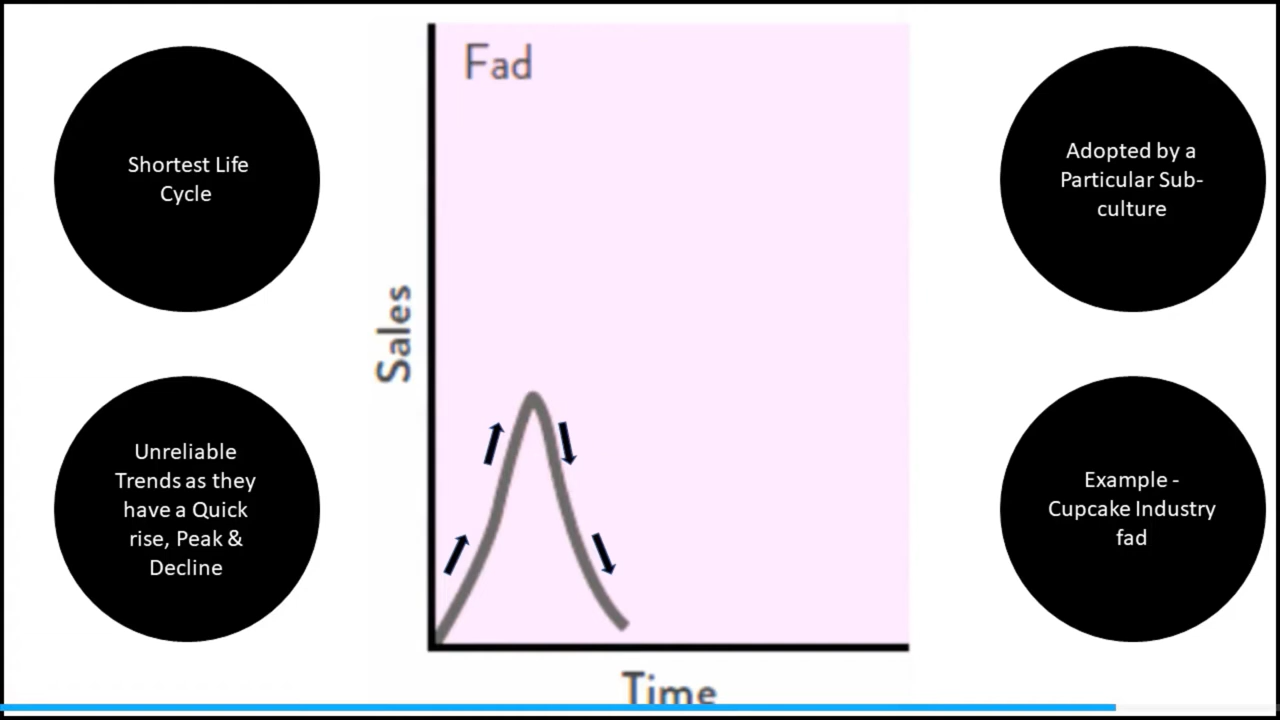 Shortest Life
Cycle
Unreliable
Trends as they
have a Quick
rise, Peak &
Decline
Fad
Sales
Time
Adopted by a
Particular Sub-
culture
Example -
Cupcake Industry
fad